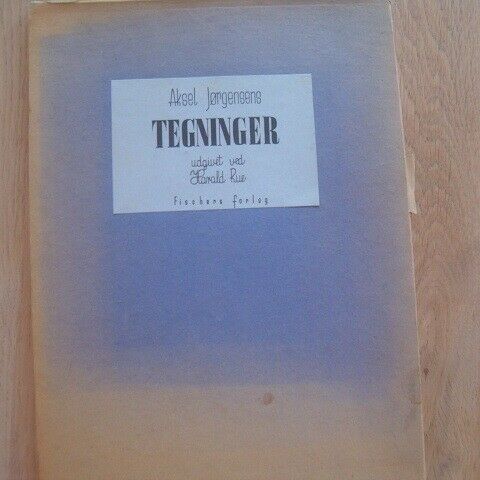 Aksel Jørgensens
TEGNINGER
udgivet ved
Harald Rue
Fischers forlag